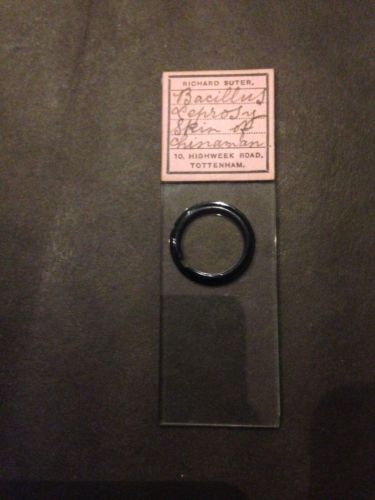 RICHARD SUTER,
Bacillus
Leprosy
Skin of
Chinaman.
10, HIGHWEEK ROAD,
TOTTENHAM.